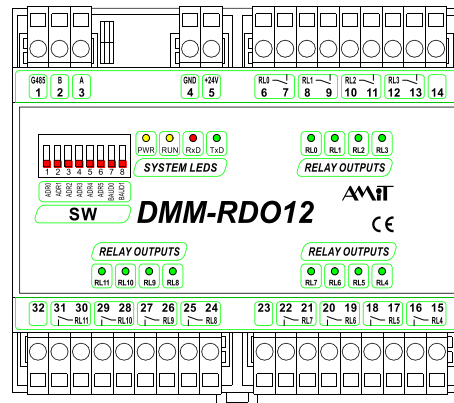 G485 B A GND +24V RL0 RL1 RL2 RL3
1 2 3 4 5 6 7 8 9 10 11 12 13 14
PWR RUN RxD TxD RL0 RL1 RL2 RL3
SYSTEM LEDS RELAY OUTPUTS
1 2 3 4 5 6 7 8
ADR0 ADR1 ADR2 ADR3 ADR4 ADR5 BAUD0 BAUD1
SW
DMM-RDO12
AMiT
CE
RELAY OUTPUTS RELAY OUTPUTS
RL11 RL10 RL9 RL8 RL7 RL6 RL5 RL4
32 31 30 29 28 27 26 25 24 23 22 21 20 19 18 17 16 15
RL11 RL10 RL9 RL8 RL7 RL6 RL5 RL4